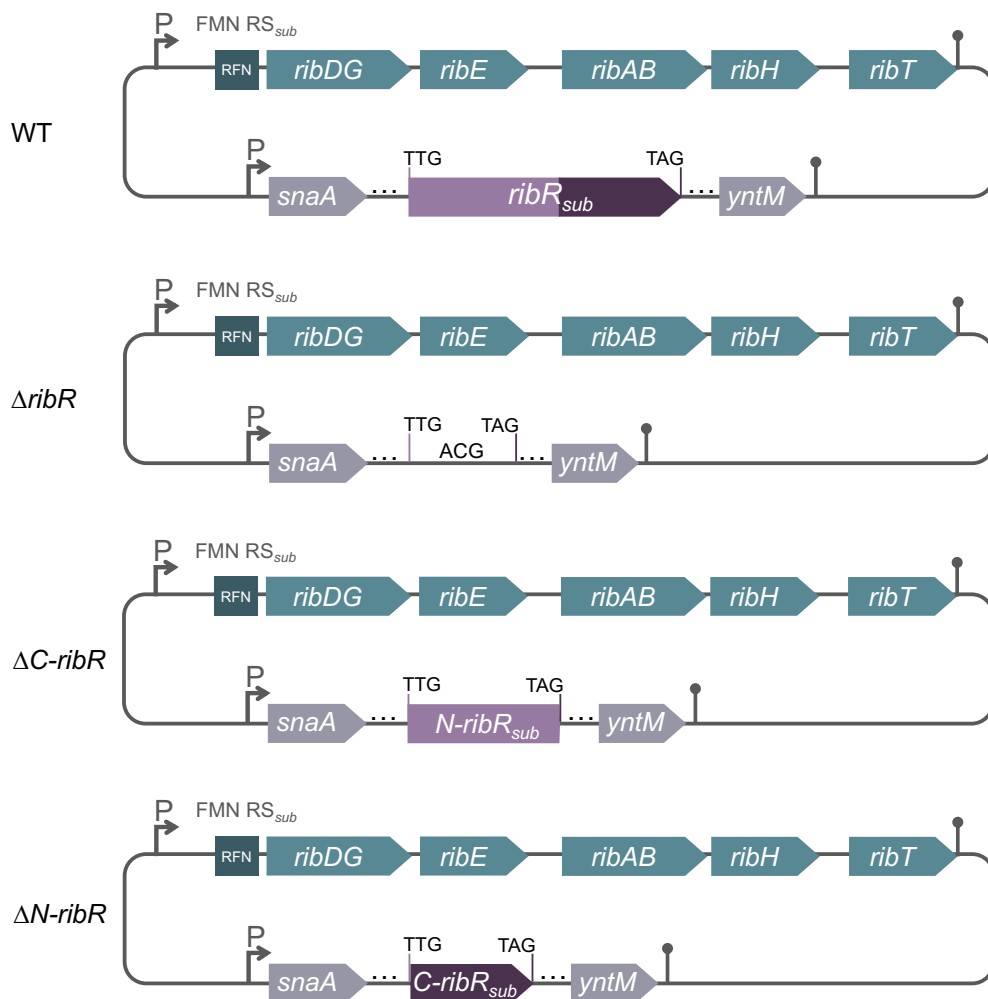 P FMN RSsub
RFN ribDG ribE ribAB ribH ribT
WT
P TTG TAG
snaA ... ribRsub ... yntM
P FMN RSsub
RFN ribDG ribE ribAB ribH ribT
ΔribR
P TTG TAG
ACG
snaA ... ... yntM
P FMN RSsub
RFN ribDG ribE ribAB ribH ribT
ΔC-ribR
P TTG TAG
snaA ... N-ribRsub ... yntM
P FMN RSsub
RFN ribDG ribE ribAB ribH ribT
ΔN-ribR
P TTG TAG
snaA ... C-ribRsub ... yntM